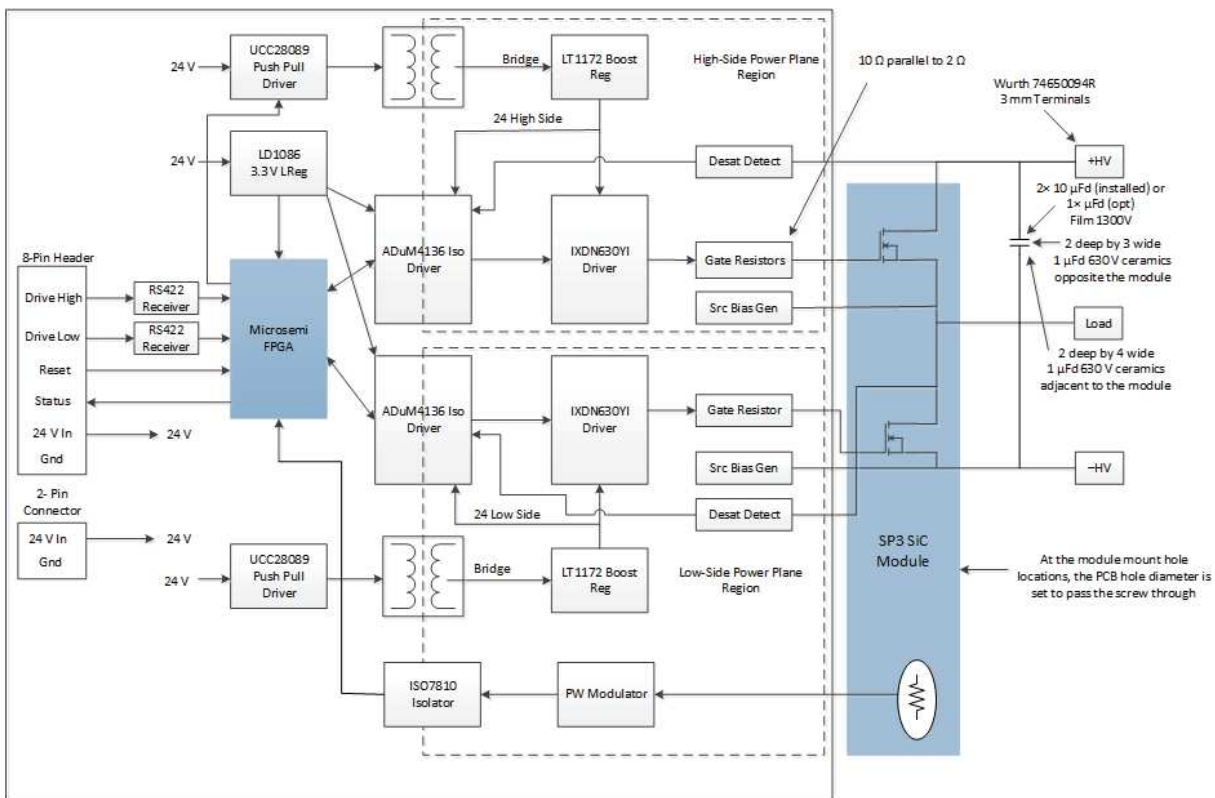 UCC28089
Push Pull
Driver
24 V
Bridge
LT1172 Boost
Reg
High-Side Power Plane
Region
10 Ω parallel to 2 Ω
Wurth 74650094R
3 mm Terminals
24 High Side
24 V
LD1086
3.3 V LReg
Desat Detect
+HV
2× 10 µFd (installed) or
1× µFd (opt)
Film 1300V
ADuM4136 Iso
Driver
IXDN630YI
Driver
Gate Resistors
2 deep by 3 wide
1 µFd 630 V ceramics
opposite the module
8-Pin Header
Drive High
RS422
Receiver
Src Bias Gen
Microsemi
FPGA
Load
Drive Low
RS422
Receiver
Reset
2 deep by 4 wide
1 µFd 630 V ceramics
adjacent to the module
Status
ADuM4136 Iso
Driver
IXDN630YI
Driver
Gate Resistor
24 V In
24 V
Gnd
Src Bias Gen
−HV
2- Pin
Connector
24 Low Side
Desat Detect
24 V In
24 V
Gnd
SP3 SiC
Module
24 V
UCC28089
Push Pull
Driver
Bridge
LT1172 Boost
Reg
Low-Side Power Plane
Region
At the module mount hole
locations, the PCB hole diameter is
set to pass the screw through
ISO7810
Isolator
PW Modulator